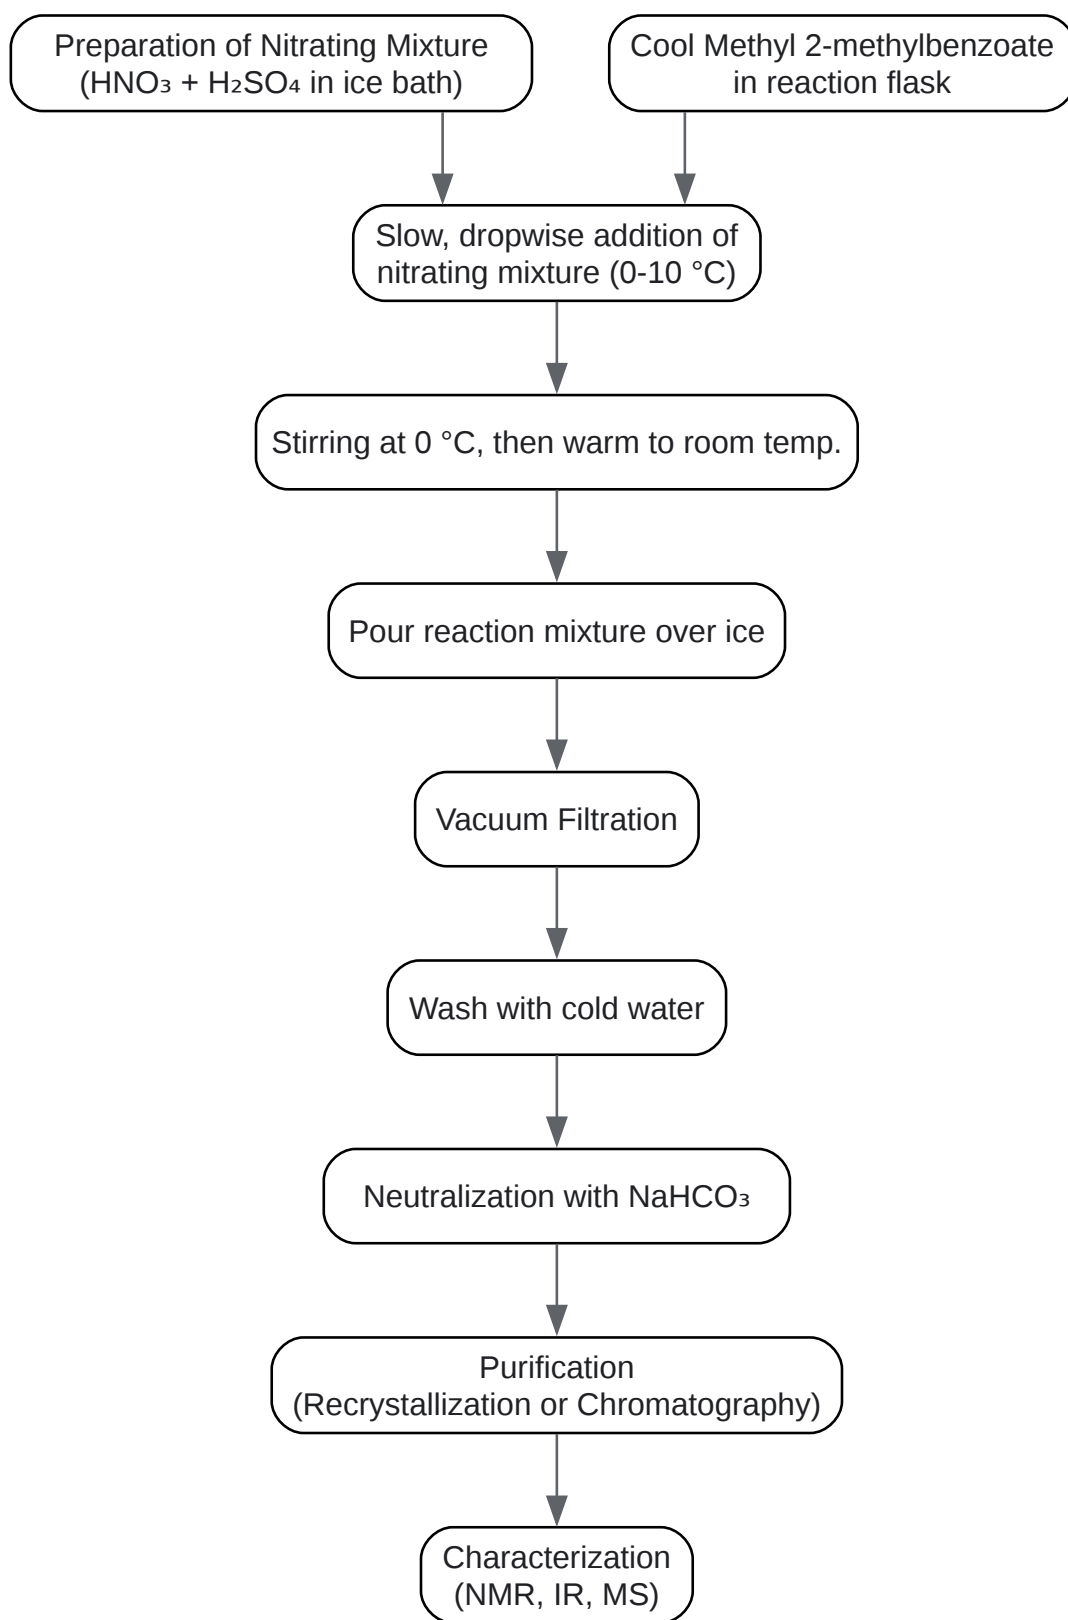 Preparation of Nitrating Mixture
(HNO₃ + H₂SO₄ in ice bath)
Cool Methyl 2-methylbenzoate
in reaction flask
Slow, dropwise addition of
nitrating mixture (0-10 °C)
Stirring at 0 °C, then warm to room temp.
Pour reaction mixture over ice
Vacuum Filtration
Wash with cold water
Neutralization with NaHCO₃
Purification
(Recrystallization or Chromatography)
Characterization
(NMR, IR, MS)